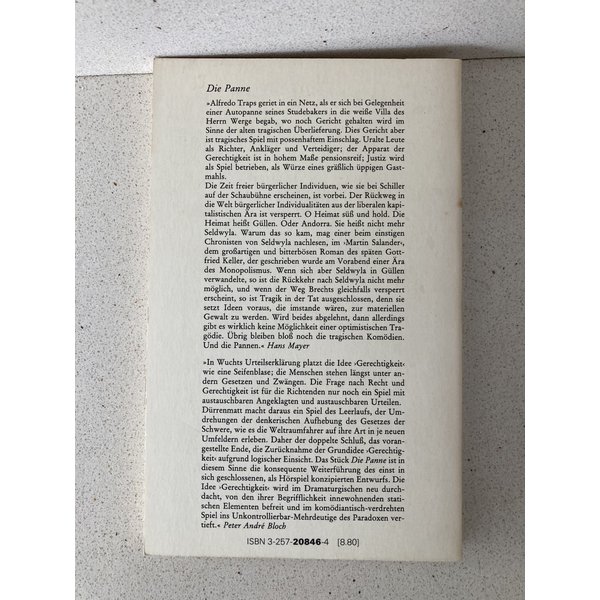 Die Panne
»Alfredo Traps geriet in ein Netz, als er sich bei Gelegenheit
einer Autopanne seines Studebakers in die weiße Villa des
Herrn Werge begab, wo noch Gericht gehalten wird im
Sinne der alten tragischen Überlieferung. Dies Gericht aber
ist tragisches Spiel mit possenhaftem Einschlag. Uralte Leute
als Richter, Ankläger und Verteidiger; der Apparat der
Gerechtigkeit ist in hohem Maße pensionsreif; Justiz wird
als Spiel betrieben, als Würze eines gräßlich üppigen Gast-
mahls.
Die Zeit freier bürgerlicher Individuen, wie sie bei Schiller
auf der Schaubühne erscheinen, ist vorbei. Der Rückweg in
die Welt bürgerlicher Individualitäten aus der liberalen kapi-
talistischen Ära ist versperrt. O Heimat süß und hold. Die
Heimat heißt Güllen. Oder Andorra. Sie heißt nicht mehr
Seldwyla. Warum das so kam, mag einer beim einstigen
Chronisten von Seldwyla nachlesen, im ›Martin Salander‹,
dem großartigen und bitterbösen Roman des späten Gott-
fried Keller, der geschrieben wurde am Vorabend einer Ära
des Monopolismus. Wenn sich aber Seldwyla in Güllen
verwandelte, so ist die Rückkehr nach Seldwyla nicht mehr
möglich, und wenn der Weg Brechts gleichfalls versperrt
erscheint, so ist Tragik in der Tat ausgeschlossen, denn sie
setzt Ideen voraus, die imstande wären, zur materiellen
Gewalt zu werden. Wird beides abgelehnt, dann allerdings
gibt es wirklich keine Möglichkeit einer optimistischen Tra-
gödie. Übrig bleiben bloß noch die tragischen Komödien.
Und die Pannen.« Hans Mayer
»In Wuchts Urteilserklärung platzt die Idee ›Gerechtigkeit‹
wie eine Seifenblase; die Menschen stehen längst unter an-
dern Gesetzen und Zwängen. Die Frage nach Recht und
Gerechtigkeit ist für die Richtenden nur noch ein Spiel mit
austauschbaren Angeklagten und austauschbaren Urteilen.
Dürrenmatt macht daraus ein Spiel des Leerlaufs, der Um-
drehungen der denkerischen Aufhebung des Gesetzes der
Schwere, wie es die Weltraumfahrer auf ihre Art in je neuen
Umfeldern erleben. Daher der doppelte Schluß, das voran-
gestellte Ende, die Zurücknahme der Grundidee ›Gerechtig-
keit‹ aufgrund logischer Einsicht. Das Stück Die Panne ist in
diesem Sinne die konsequente Weiterführung des einst in
sich geschlossenen, als Hörspiel konzipierten Entwurfs. Die
Idee ›Gerechtigkeit‹ wird im Dramaturgischen neu durch-
dacht, von den ihrer Begrifflichkeit innewohnenden stati-
schen Elementen befreit und im komödiantisch-verdrehten
Spiel ins Unkontrollierbar-Mehrdeutige des Paradoxen ver-
tieft.« Peter André Bloch
ISBN 3-257-20846-4 [8.80]